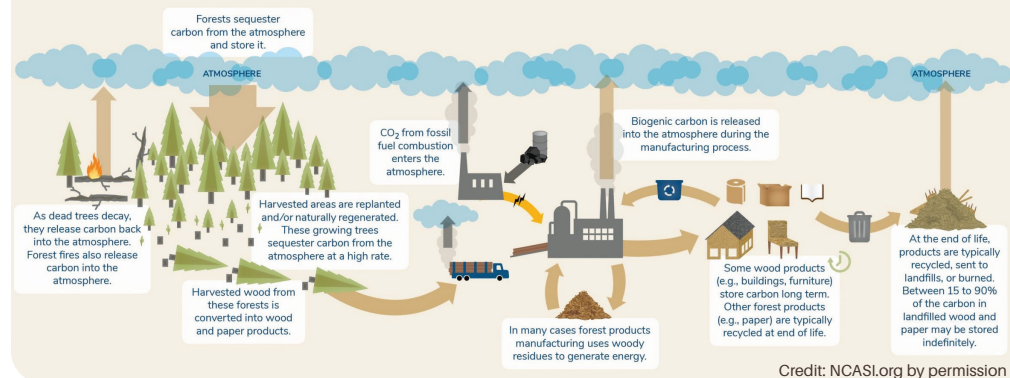 Forests sequester
carbon from the atmosphere
and store it.
ATMOSPHERE
ATMOSPHERE
CO₂ from fossil
fuel combustion
enters the
atmosphere.
Biogenic carbon is released
into the atmosphere during the
manufacturing process.
As dead trees decay,
they release carbon back
into the atmosphere.
Forest fires also release
carbon into the
atmosphere.
Harvested areas are replanted
and/or naturally regenerated.
These growing trees
sequester carbon from the
atmosphere at a high rate.
Harvested wood from
these forests is
converted into wood
and paper products.
In many cases forest products
manufacturing uses woody
residues to generate energy.
Some wood products
(e.g., buildings, furniture)
store carbon long term.
Other forest products
(e.g., paper) are typically
recycled at end of life.
At the end of life,
products are typically
recycled, sent to
landfills, or burned.
Between 15 to 90%
of the carbon in
landfilled wood and
paper may be stored
indefinitely.
Credit: NCASI.org by permission